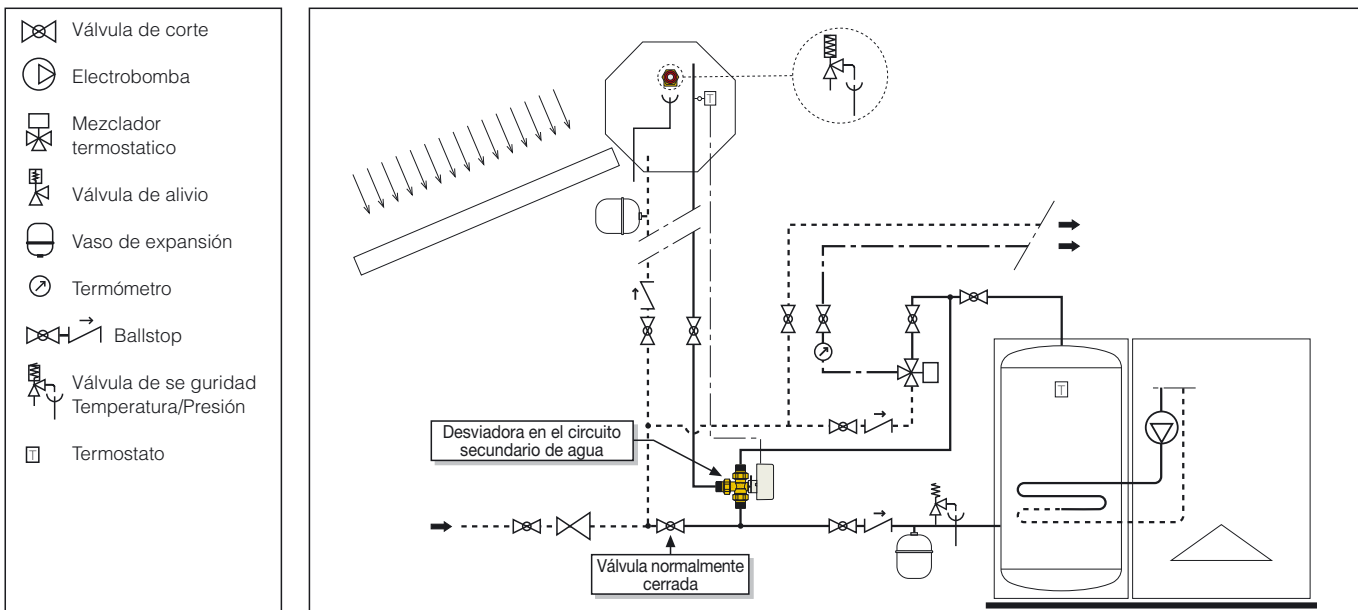 Válvula de corte
Electrobomba
Mezclador
termostatico
Válvula de alivio
Vaso de expansión
Termómetro
Ballstop
Válvula de se guridad
Temperatura/Presión
T
Termostato
T
T
Desviadora en el circuito
secundario de agua
Válvula normalmente
cerrada